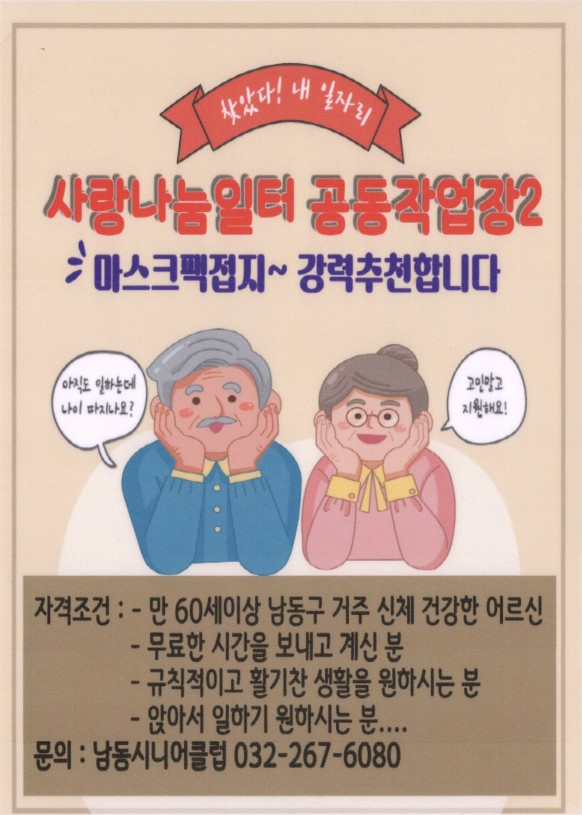 찾았다! 내 일자리
사랑나눔일터 공동작업장2
마스크팩접지~ 강력추천합니다
아직도 일하는데
나이 따지나요?
고민말고
지원해요!
자격조건 : - 만 60세이상 남동구 거주 신체 건강한 어르신
- 무료한 시간을 보내고 계신 분
- 규칙적이고 활기찬 생활을 원하시는 분
- 앉아서 일하기 원하시는 분....
문의 : 남동시니어클럽 032-267-6080